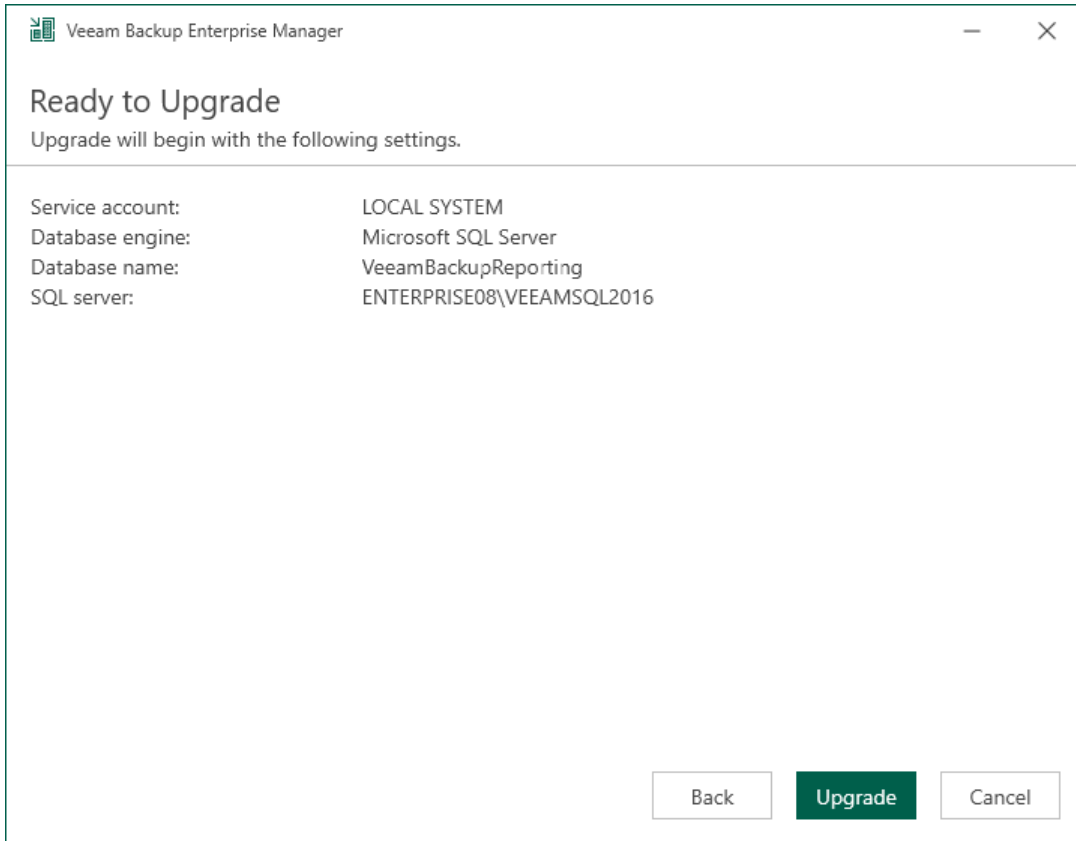 Veeam Backup Enterprise Manager
Ready to Upgrade
Upgrade will begin with the following settings.
Service account: LOCAL SYSTEM
Database engine: Microsoft SQL Server
Database name: VeeamBackupReporting
SQL server: ENTERPRISE08\VEEAMSQL2016
Back Upgrade Cancel